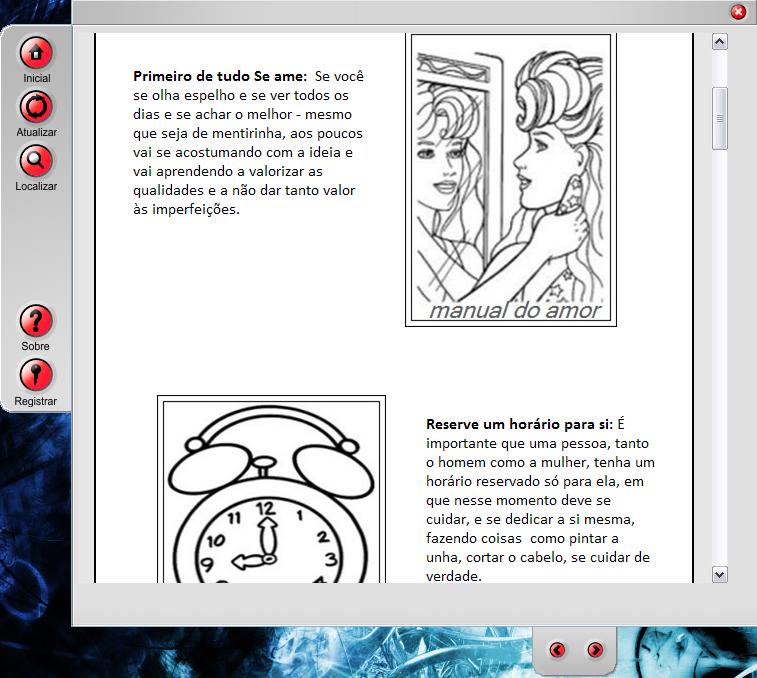 Inicial
Atualizar
Localizar
Sobre
Registrar
Primeiro de tudo Se ame:  Se você
se olha espelho e se ver todos os
dias e se achar o melhor - mesmo
que seja de mentirinha, aos poucos
vai se acostumando com a ideia e
vai aprendendo a valorizar as
qualidades e a não dar tanto valor
às imperfeições.
manual do amor
12
11
1
10
2
9
3
8
4
Reserve um horário para si: É
importante que uma pessoa, tanto
o homem como a mulher, tenha um
horário reservado só para ela, em
que nesse momento deve se
cuidar, e se dedicar a si mesma,
fazendo coisas  como pintar a
unha, cortar o cabelo, se cuidar de
verdade.